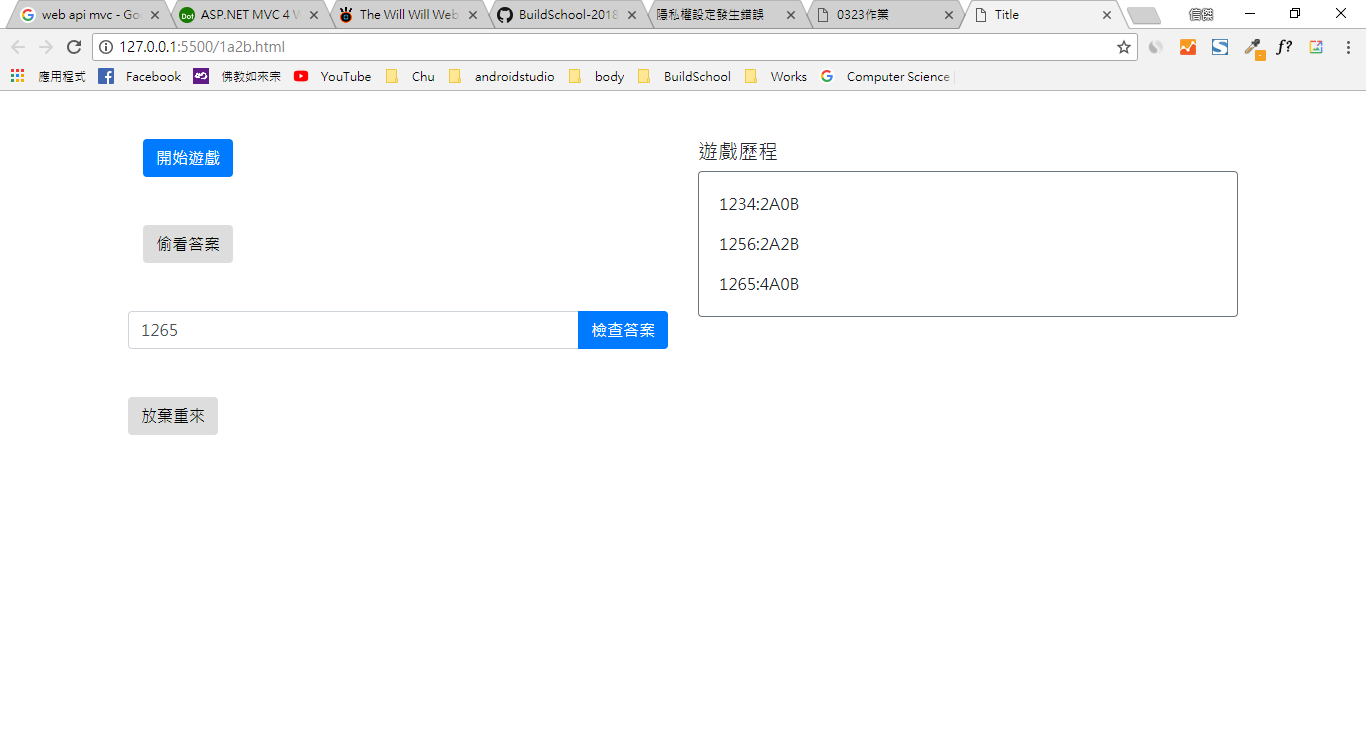 web api mvc - Go
ASP.NET MVC 4 W
The Will Will Web
BuildSchool-2018
隱私權設定發生錯誤
0323作業
Title
信傑
127.0.0.1:5500/1a2b.html
f?
應用程式
Facebook
佛教如來宗
YouTube
Chu
androidstudio
body
BuildSchool
Works
Computer Science
開始遊戲
偷看答案
1265
檢查答案
放棄重來
遊戲歷程
1234:2A0B
1256:2A2B
1265:4A0B